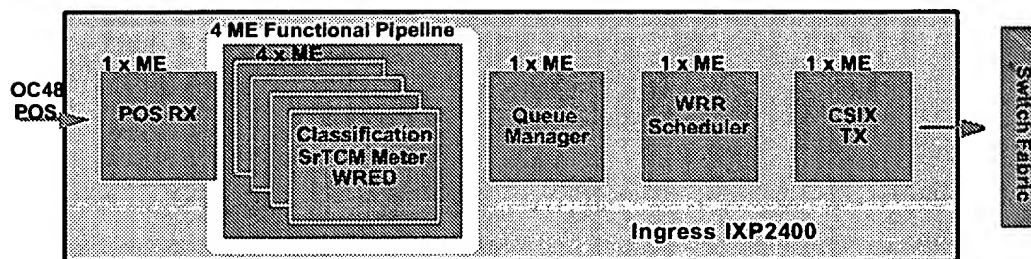 4 ME Functional Pipeline
4 x ME
1 x ME
1 x ME
1 x ME
1 x ME
OC48
POS
POS RX
Classification
SrTCM Meter
WRED
Queue
Manager
WRR
Scheduler
CSIX
TX
Switch Fabric
Ingress IXP2400